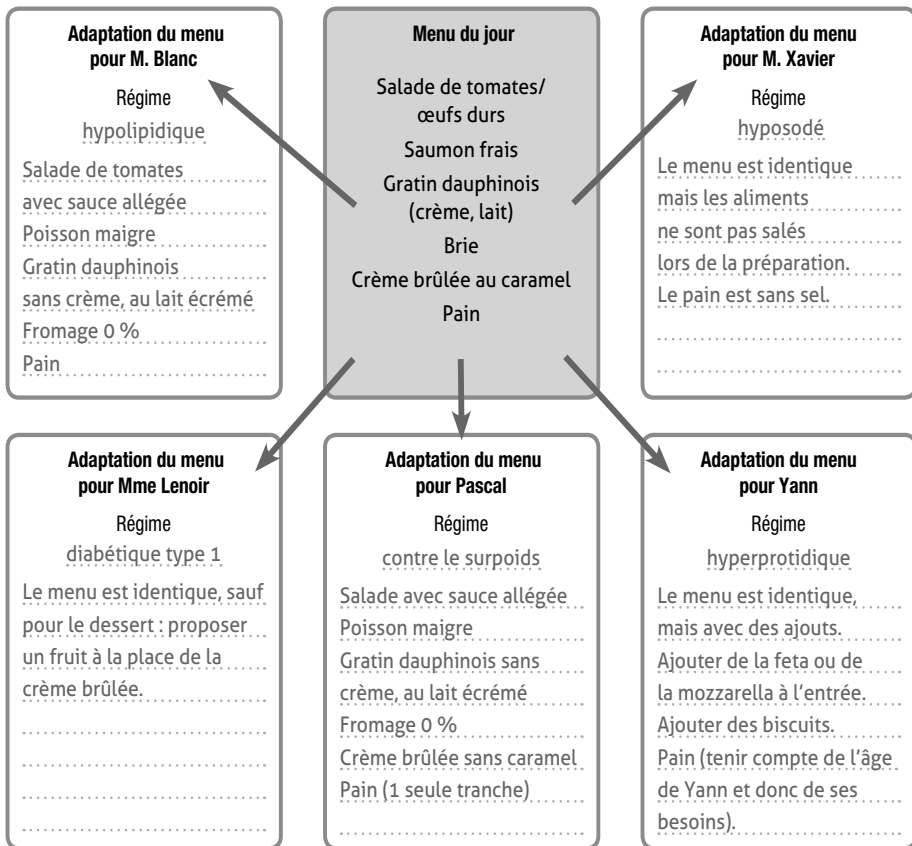 Adaptation du menu
pour M. Blanc
Régime
hypolipidique
Salade de tomates
avec sauce allégée
Poisson maigre
Gratin dauphinois
sans crème, au lait écrémé
Fromage 0 %
Pain
Menu du jour
Salade de tomates/
œufs durs
Saumon frais
Gratin dauphinois
(crème, lait)
Brie
Crème brûlée au caramel
Pain
Adaptation du menu
pour M. Xavier
Régime
hyposodé
Le menu est identique
mais les aliments
ne sont pas salés
lors de la préparation.
Le pain est sans sel.
Adaptation du menu
pour Mme Lenoir
Régime
diabétique type 1
Le menu est identique, sauf
pour le dessert : proposer
un fruit à la place de la
crème brûlée.
Adaptation du menu
pour Pascal
Régime
contre le surpoids
Salade avec sauce allégée
Poisson maigre
Gratin dauphinois sans
crème, au lait écrémé
Fromage 0 %
Crème brûlée sans caramel
Pain (1 seule tranche)
Adaptation du menu
pour Yann
Régime
hyperprotidique
Le menu est identique,
mais avec des ajouts.
Ajouter de la feta ou de
la mozzarella à l'entrée.
Ajouter des biscuits.
Pain (tenir compte de l'âge
de Yann et donc de ses
besoins).